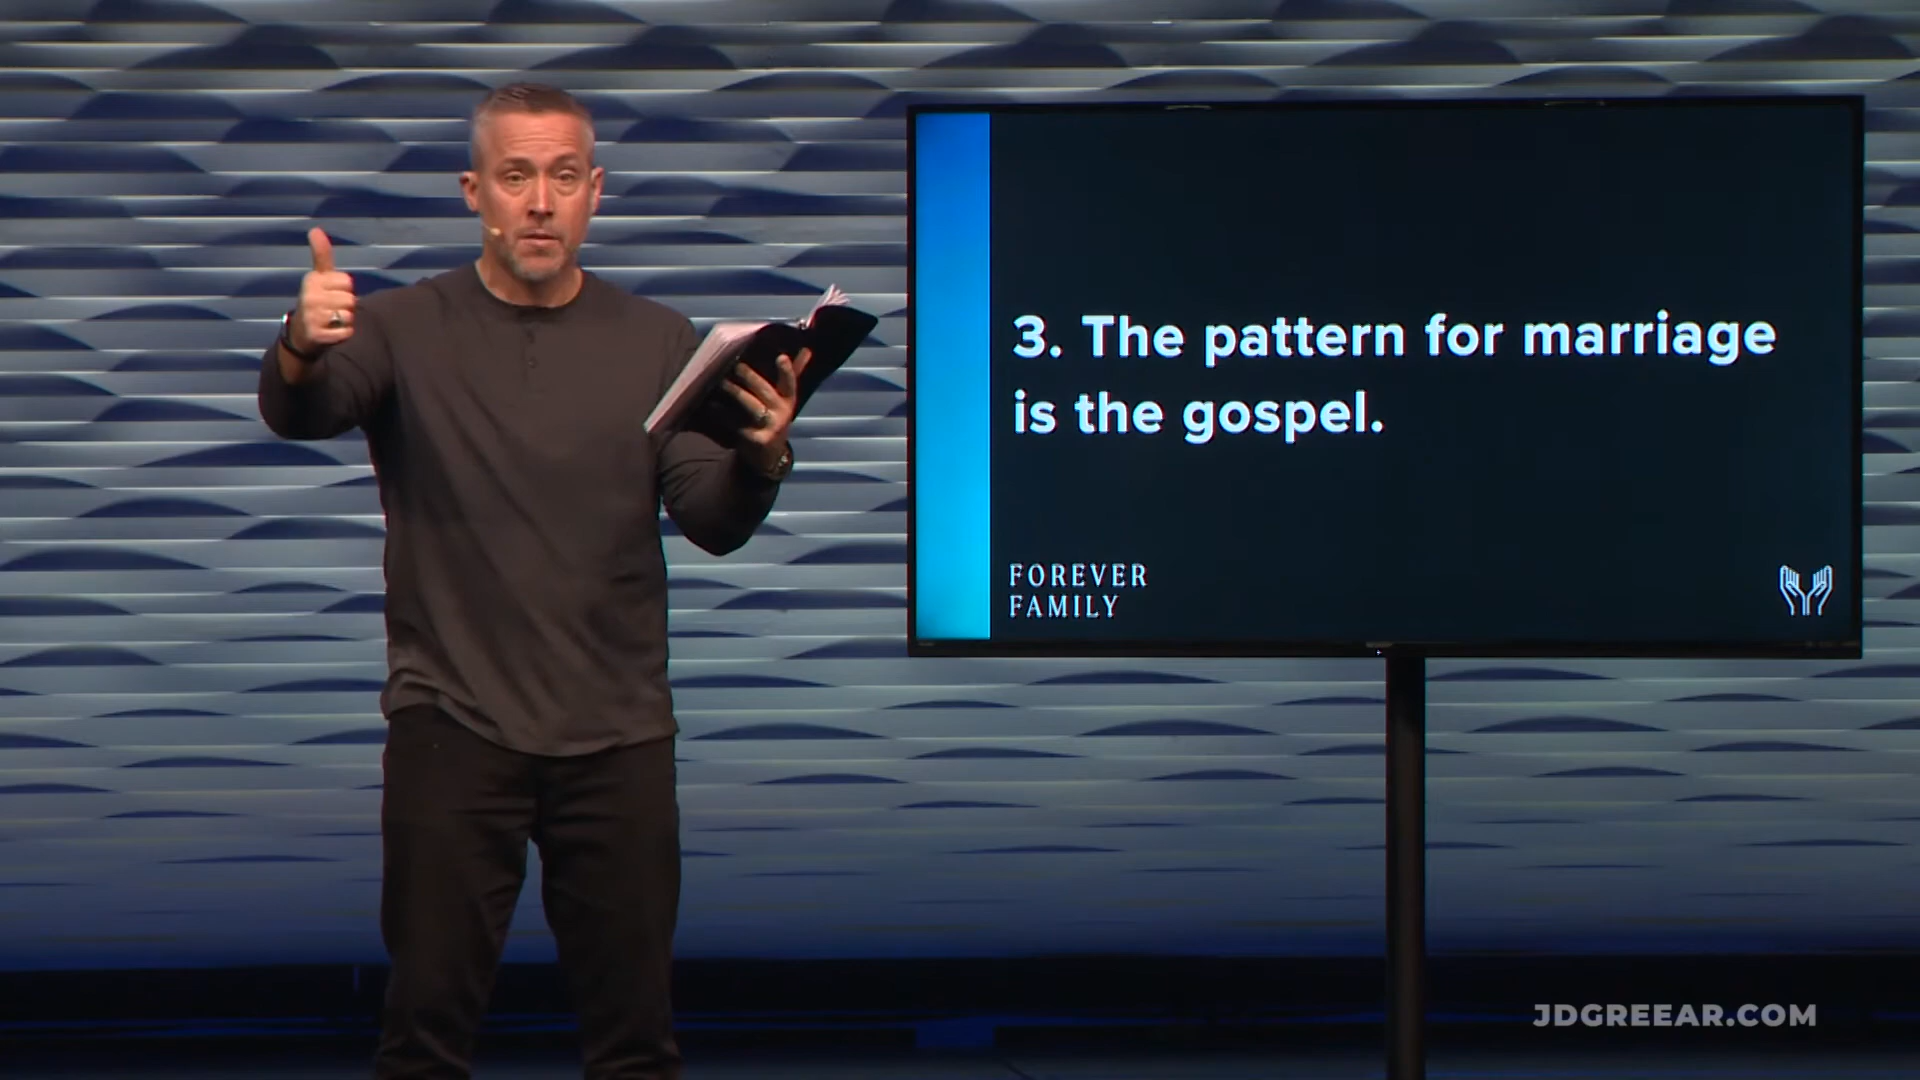 3. The pattern for marriage
is the gospel.
FOREVER
FAMILY
JDGREEAR.COM